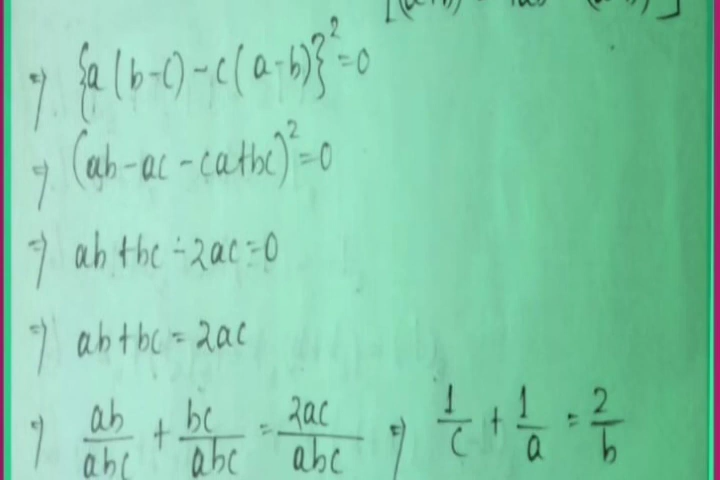 ⇒ {a(b-c)-c(a-b)}²=0
⇒ (ab-ac-ca+bc)²=0
⇒ ab+bc-2ac=0
⇒ ab+bc=2ac
⇒ ab/abc + bc/abc = 2ac/abc ⇒ 1/c + 1/a = 2/b